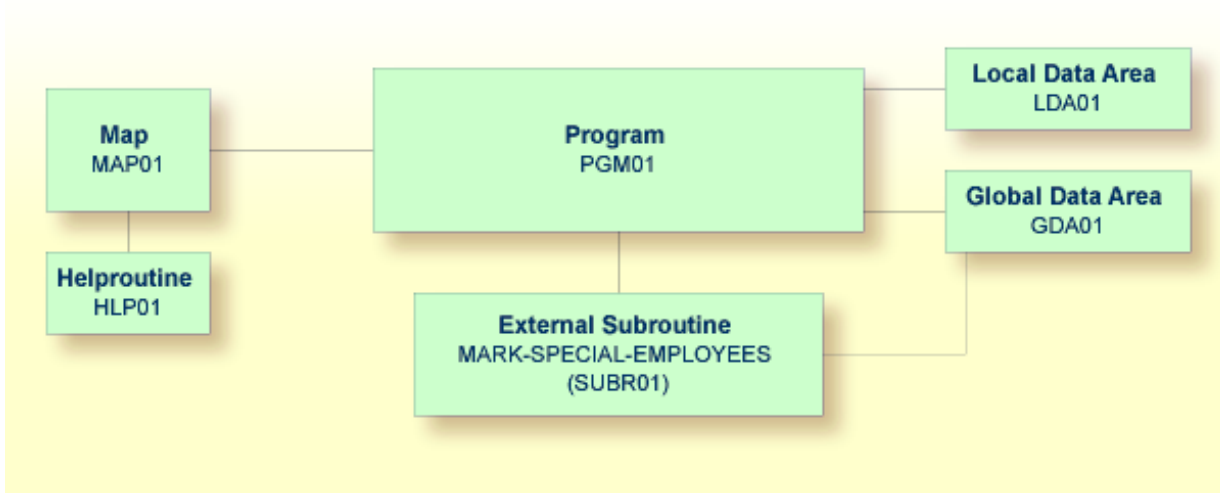 Map
MAP01
Helproutine
HLP01
Program
PGM01
External Subroutine
MARK-SPECIAL-EMPLOYEES
(SUBR01)
Local Data Area
LDA01
Global Data Area
GDA01